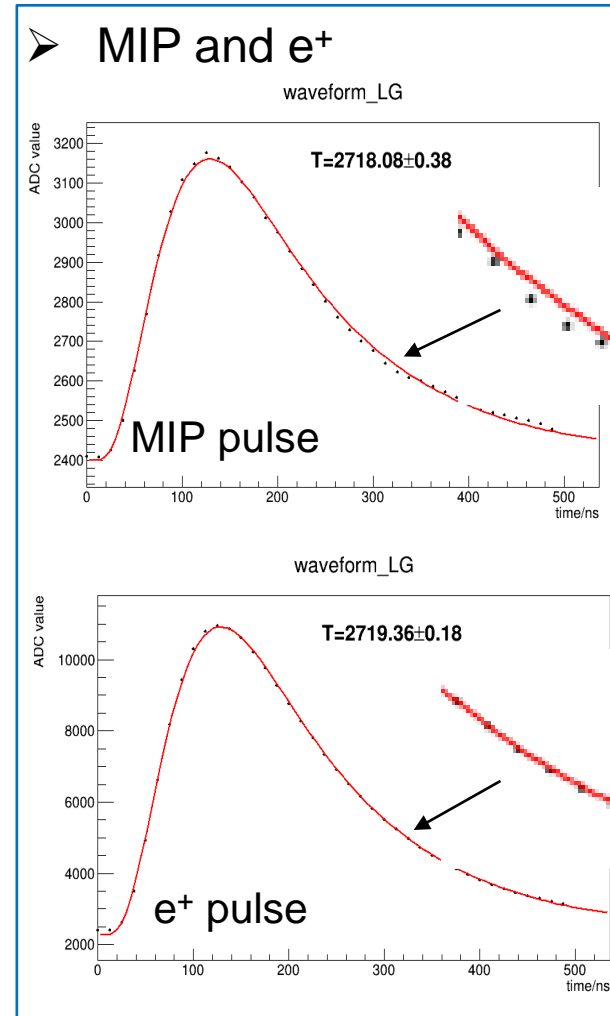 ➢ MIP and e⁺
waveform_LG
ADC value
T=2718.08±0.38
3200
3100
3000
2900
2800
2700
2600
2500
2400
MIP pulse
0 100 200 300 400 500
time/ns
waveform_LG
ADC value
T=2719.36±0.18
10000
8000
6000
4000
2000
e⁺ pulse
0 100 200 300 400 500
time/ns